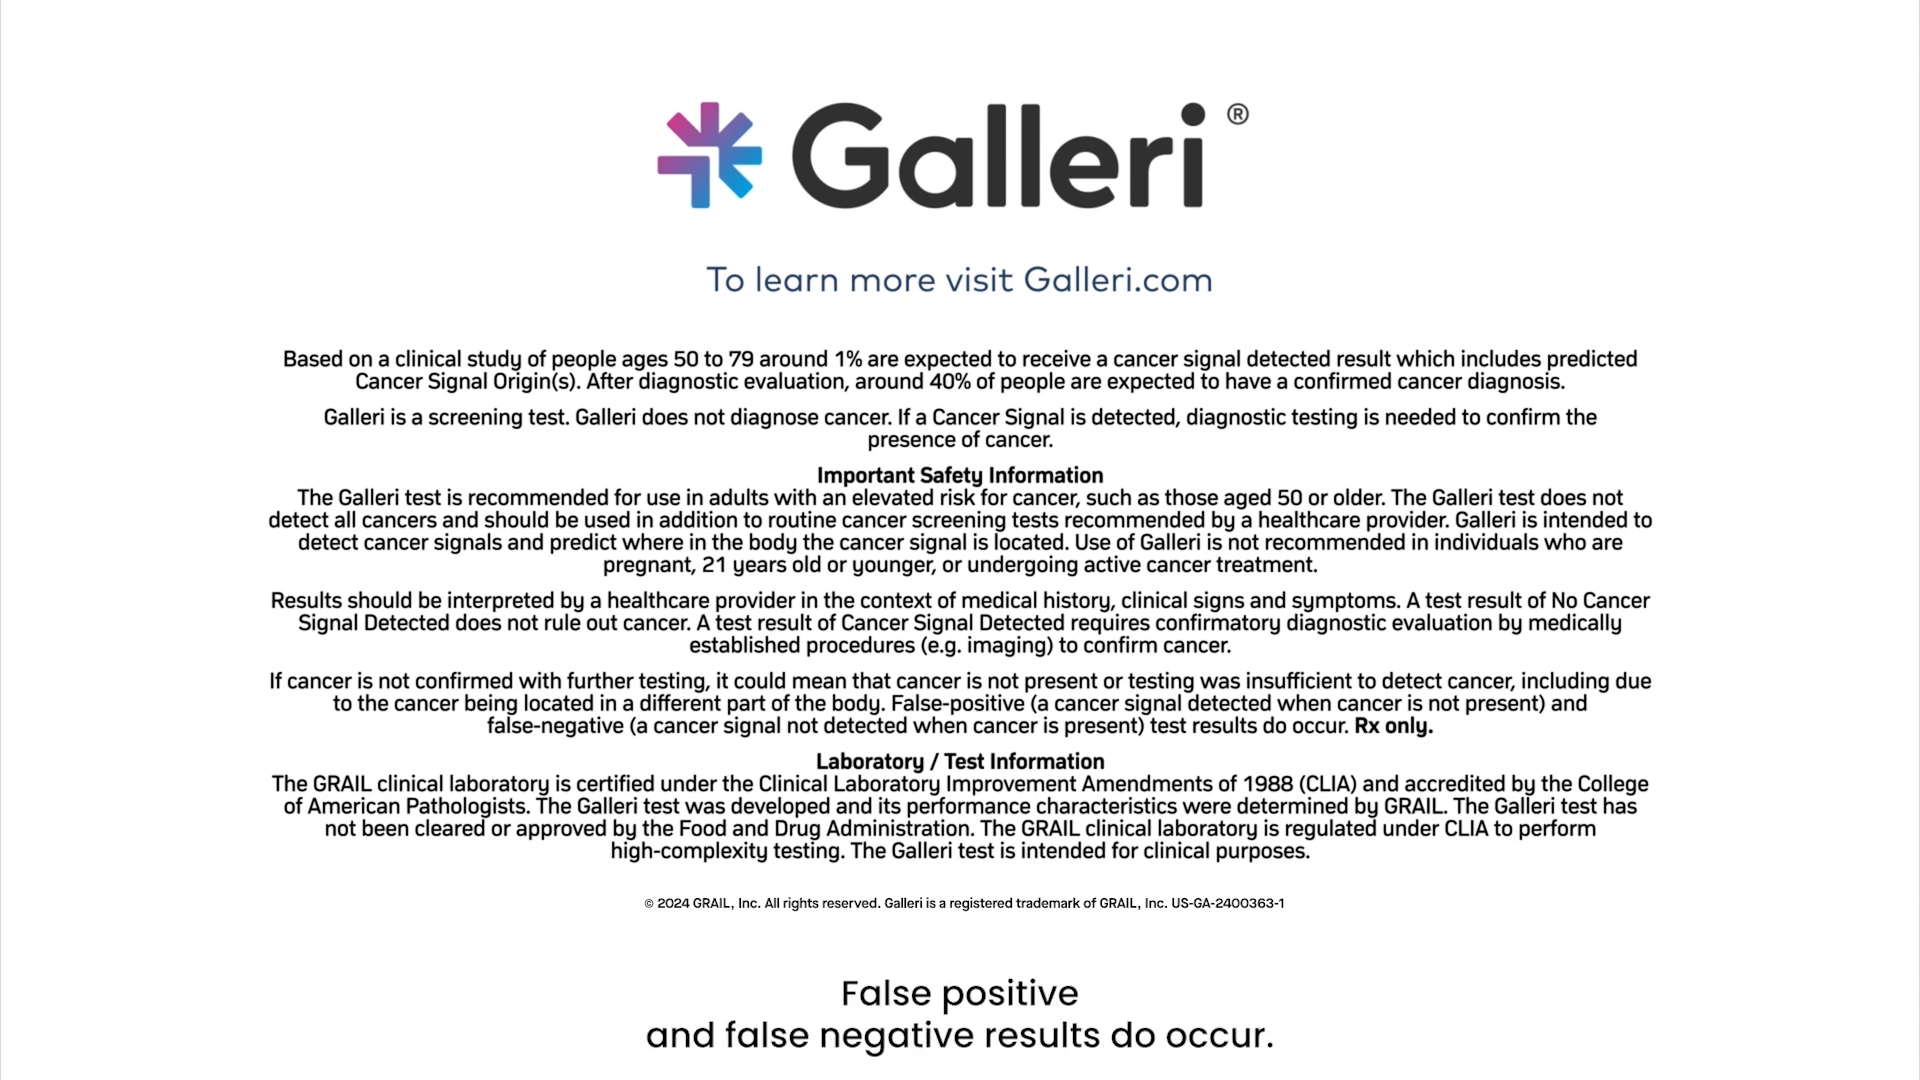 Galleri ®
To learn more visit Galleri.com
Based on a clinical study of people ages 50 to 79 around 1% are expected to receive a cancer signal detected result which includes predicted
Cancer Signal Origin(s). After diagnostic evaluation, around 40% of people are expected to have a confirmed cancer diagnosis.
Galleri is a screening test. Galleri does not diagnose cancer. If a Cancer Signal is detected, diagnostic testing is needed to confirm the
presence of cancer.
Important Safety Information
The Galleri test is recommended for use in adults with an elevated risk for cancer, such as those aged 50 or older. The Galleri test does not
detect all cancers and should be used in addition to routine cancer screening tests recommended by a healthcare provider. Galleri is intended to
detect cancer signals and predict where in the body the cancer signal is located. Use of Galleri is not recommended in individuals who are
pregnant, 21 years old or younger, or undergoing active cancer treatment.
Results should be interpreted by a healthcare provider in the context of medical history, clinical signs and symptoms. A test result of No Cancer
Signal Detected does not rule out cancer. A test result of Cancer Signal Detected requires confirmatory diagnostic evaluation by medically
established procedures (e.g. imaging) to confirm cancer.
If cancer is not confirmed with further testing, it could mean that cancer is not present or testing was insufficient to detect cancer, including due
to the cancer being located in a different part of the body. False-positive (a cancer signal detected when cancer is not present) and
false-negative (a cancer signal not detected when cancer is present) test results do occur. Rx only.
Laboratory / Test Information
The GRAIL clinical laboratory is certified under the Clinical Laboratory Improvement Amendments of 1988 (CLIA) and accredited by the College
of American Pathologists. The Galleri test was developed and its performance characteristics were determined by GRAIL. The Galleri test has
not been cleared or approved by the Food and Drug Administration. The GRAIL clinical laboratory is regulated under CLIA to perform
high-complexity testing. The Galleri test is intended for clinical purposes.
© 2024 GRAIL, Inc. All rights reserved. Galleri is a registered trademark of GRAIL, Inc. US-GA-2400363-1
False positive
and false negative results do occur.